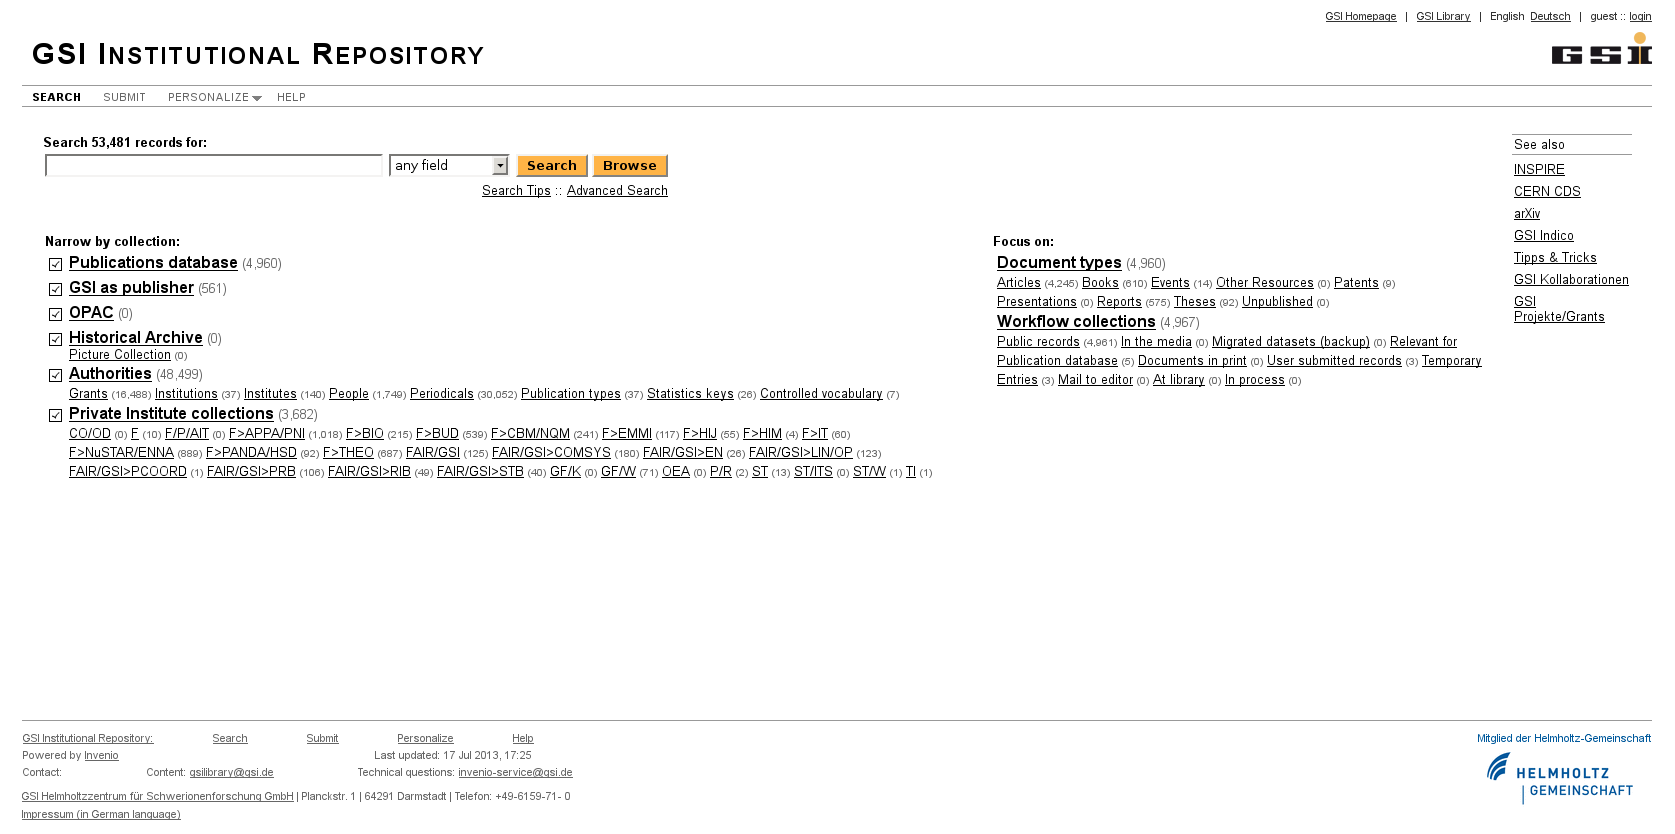 GSI Homepage | GSI Library | English Deutsch | guest :: login
GSI Institutional Repository
GSI
SEARCH SUBMIT PERSONALIZE HELP
Search 53,481 records for:
any field Search Browse
Search Tips :: Advanced Search
See also
INSPIRE
CERN CDS
arXiv
GSI Indico
Tipps & Tricks
GSI Kollaborationen
GSI
Projekte/Grants
Narrow by collection:
Publications database (4,960)
GSI as publisher (561)
OPAC (0)
Historical Archive (0)
Picture Collection (0)
Authorities (48,499)
Grants (16,488) Institutions (37) Institutes (140) People (1,749) Periodicals (30,052) Publication types (37) Statistics keys (26) Controlled vocabulary (7)
Private Institute collections (3,682)
CO/OD (0) F (10) F/P/AIT (0) F>APPA/PNI (1,018) F>BIO (215) F>BUD (539) F>CBM/NQM (241) F>EMMI (117) F>HIJ (55) F>HIM (4) F>IT (60)
F>NuSTAR/ENNA (889) F>PANDA/HSD (92) F>THEO (687) FAIR/GSI (125) FAIR/GSI>COMSYS (180) FAIR/GSI>EN (26) FAIR/GSI>LIN/OP (123)
FAIR/GSI>PCOORD (1) FAIR/GSI>PRB (106) FAIR/GSI>RIB (49) FAIR/GSI>STB (40) GF/K (0) GF/W (71) OEA (0) P/R (2) ST (13) ST/ITS (0) ST/W (1) TI (1)
Focus on:
Document types (4,960)
Articles (4,245) Books (610) Events (14) Other Resources (0) Patents (9)
Presentations (0) Reports (575) Theses (92) Unpublished (0)
Workflow collections (4,967)
Public records (4,961) In the media (0) Migrated datasets (backup) (0) Relevant for
Publication database (5) Documents in print (0) User submitted records (3) Temporary
Entries (3) Mail to editor (0) At library (0) In process (0)
GSI Institutional Repository: Search Submit Personalize Help
Powered by Invenio Last updated: 17 Jul 2013, 17:25
Contact: Content: gsilibrary@gsi.de Technical questions: invenio-service@gsi.de
GSI Helmholtzzentrum für Schwerionenforschung GmbH | Planckstr. 1 | 64291 Darmstadt | Telefon: +49-6159-71- 0
Impressum (in German language)
Mitglied der Helmholtz-Gemeinschaft
HELMHOLTZ
GEMEINSCHAFT